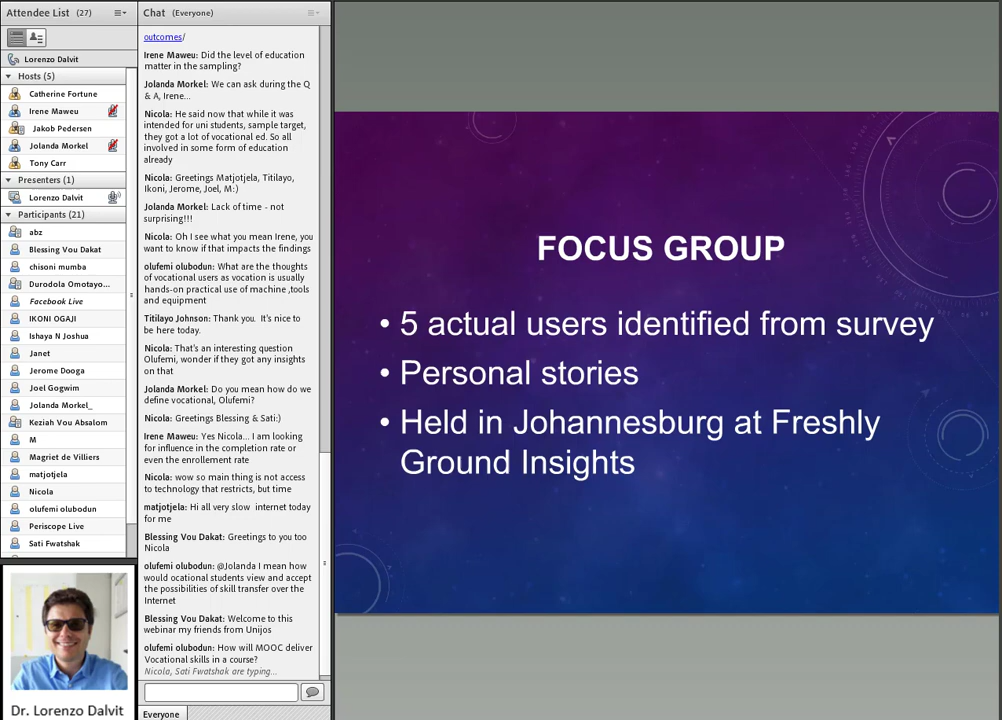 Attendee List (27)
Lorenzo Dalvit
Hosts (5)
Catherine Fortune
Irene Maweu
Jakob Pedersen
Jolanda Morkel
Tony Carr
Presenters (1)
Lorenzo Dalvit
Participants (21)
abz
Blessing Vou Dakat
chisoni mumba
Durodola Omotayo...
Facebook Live
IKONI OGAJI
Ishaya N Joshua
Janet
Jerome Dooga
Joel Gogwim
Jolanda Morkel_
Keziah Vou Absalom
M
Magriet de Villiers
matjotjela
Nicola
olufemi olubodun
Periscope Live
Sati Fwatshak
Dr. Lorenzo Dalvit
Chat (Everyone)
outcomes/
Irene Maweu: Did the level of education
matter in the sampling?
Jolanda Morkel: We can ask during the Q
& A, Irene...
Nicola: He said now that while it was
intended for uni students, sample target,
they got a lot of vocational ed. So all
involved in some form of education
already
Nicola: Greetings Matjotjela, Titilayo,
Ikoni, Jerome, Joel, M:)
Jolanda Morkel: Lack of time - not
surprising!!!
Nicola: Oh I see what you mean Irene, you
want to know if that impacts the findings
olufemi olubodun: What are the thoughts
of vocational users as vocation is usually
hands-on practical use of machine ,tools
and equipment
Titilayo Johnson: Thank you. It's nice to
be here today.
Nicola: That's an interesting question
Olufemi, wonder if they got any insights
on that
Jolanda Morkel: Do you mean how do we
define vocational, Olufemi?
Nicola: Greetings Blessing & Sati:)
Irene Maweu: Yes Nicola... I am looking
for influence in the completion rate or
even the enrollement rate
Nicola: wow so main thing is not access
to technology that restricts, but time
matjotjela: Hi all very slow internet today
for me
Blessing Vou Dakat: Greetings to you too
Nicola
olufemi olubodun: @Jolanda I mean how
would ocational students view and accept
the possibilities of skill transfer over the
Internet
Blessing Vou Dakat: Welcome to this
webinar my friends from Unijos
olufemi olubodun: How will MOOC deliver
Vocational skills in a course?
Nicola, Sati Fwatshak are typing...
Everyone
FOCUS GROUP
• 5 actual users identified from survey
• Personal stories
• Held in Johannesburg at Freshly
Ground Insights